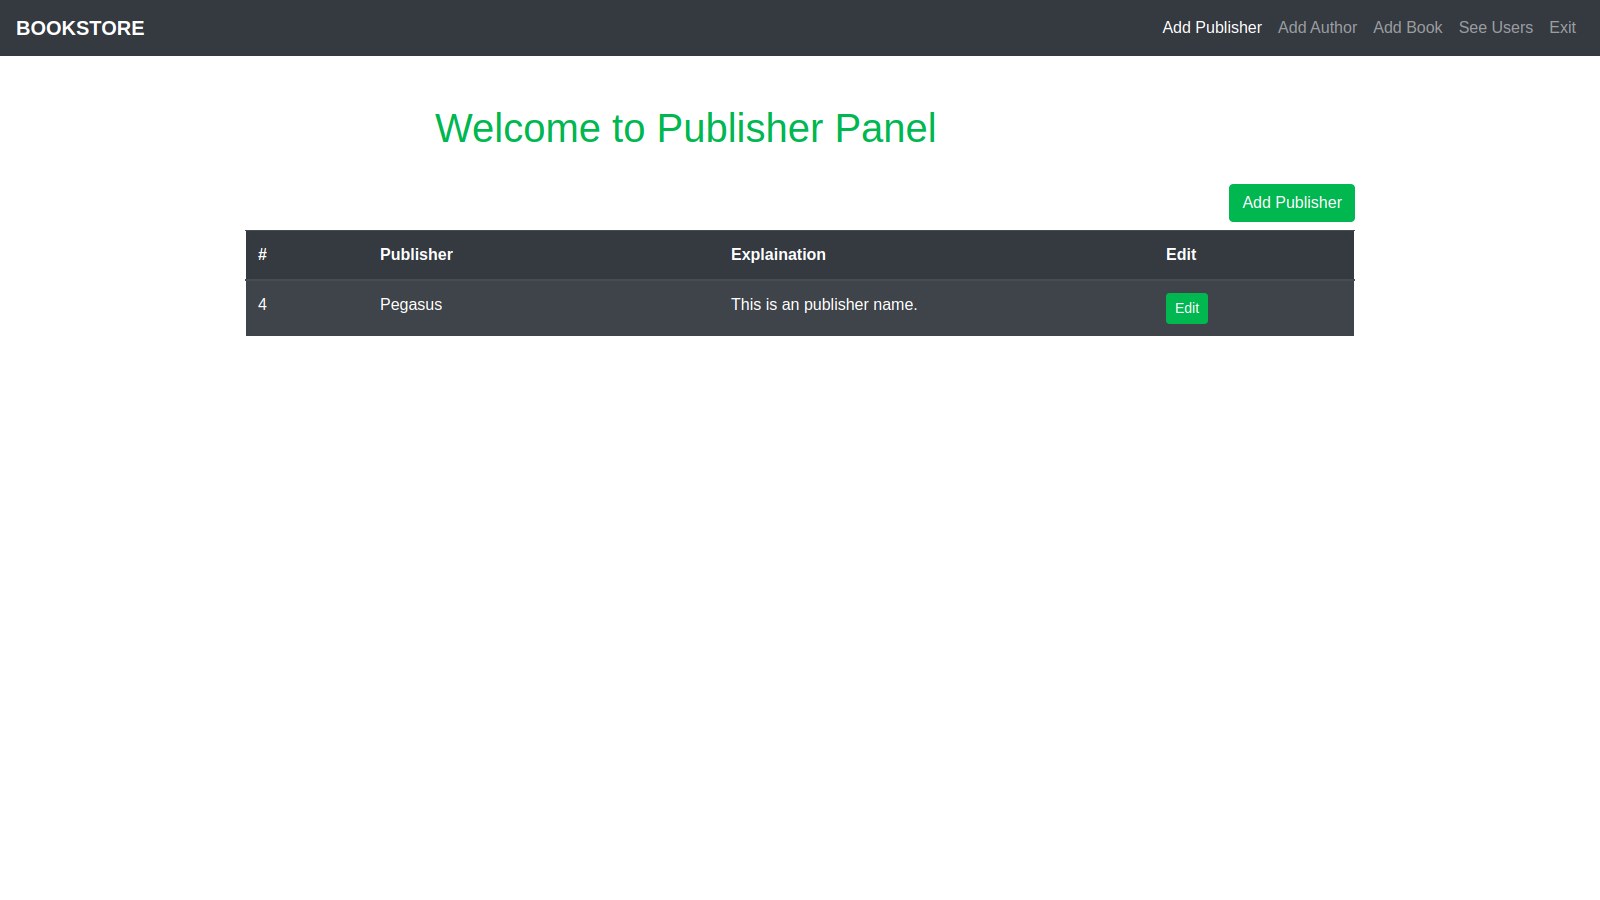 BOOKSTORE
Add Publisher Add Author Add Book See Users Exit
Welcome to Publisher Panel
Add Publisher
# Publisher Explaination Edit
4 Pegasus This is an publisher name. Edit